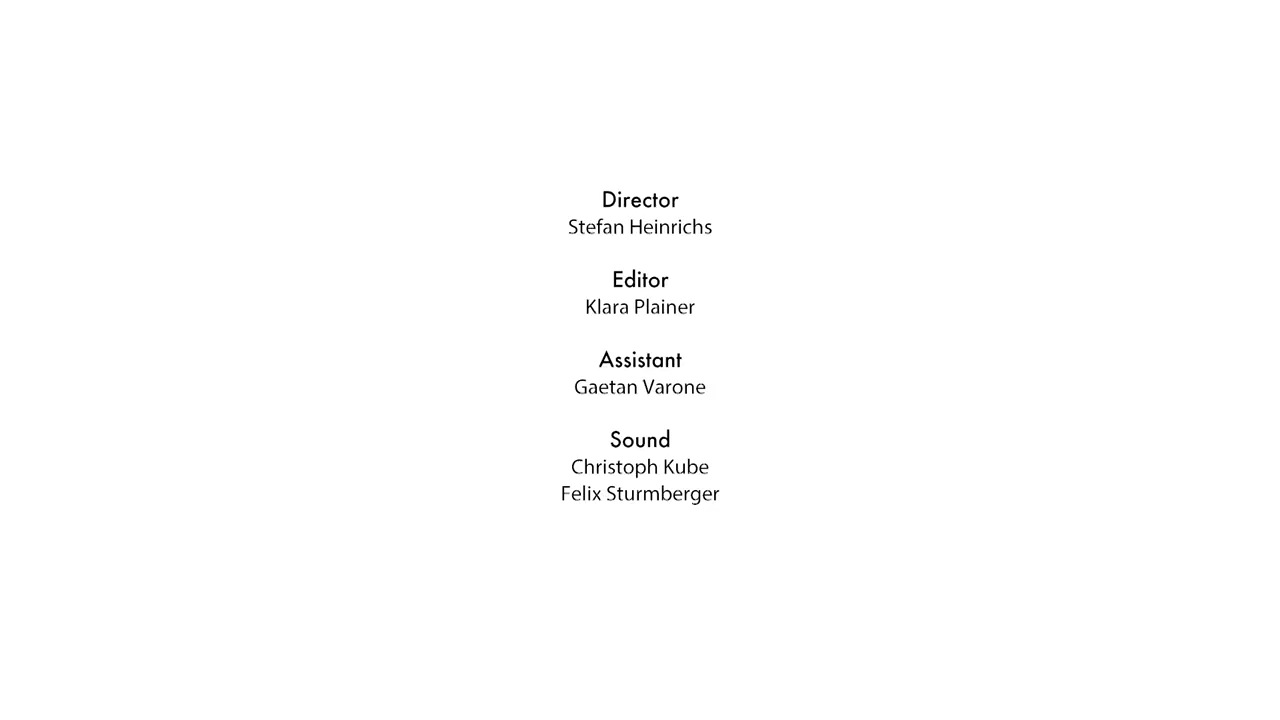 Director
Stefan Heinrichs
Editor
Klara Plainer
Assistant
Gaetan Varone
Sound
Christoph Kube
Felix Sturmberger